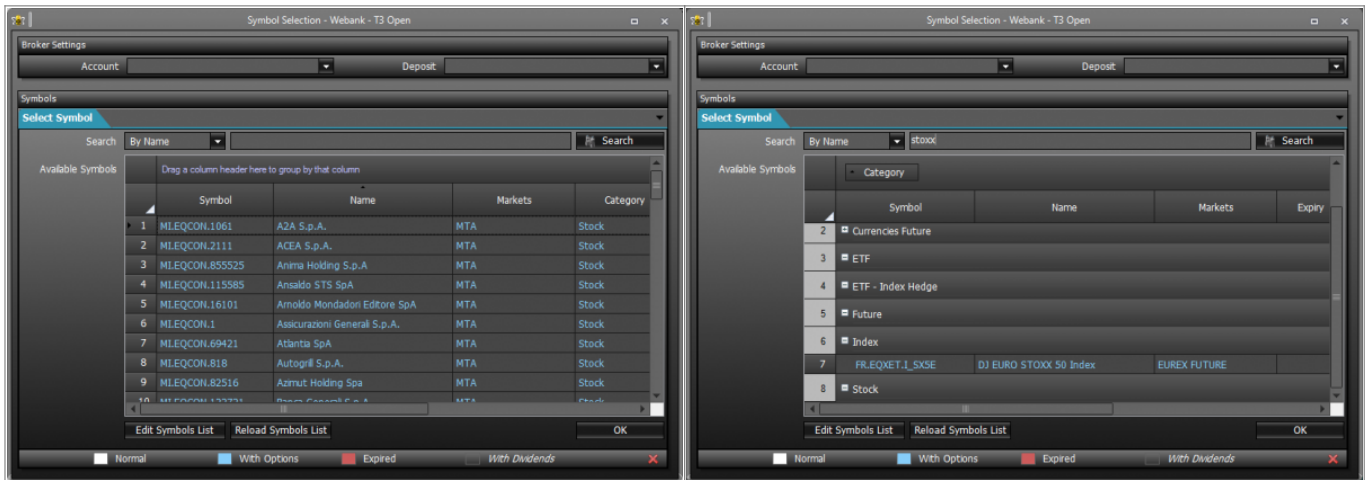 Symbol Selection - Webank - T3 Open
Broker Settings
Account Deposit
Symbols
Select Symbol
Search By Name Search
Available Symbols Drag a column header here to group by that column
Symbol Name Markets Category
1 MI.EQCON.1061 A2A S.p.A. MTA Stock
2 MI.EQCON.2111 ACEA S.p.A. MTA Stock
3 MI.EQCON.855525 Anima Holding S.p.A MTA Stock
4 MI.EQCON.115585 Ansaldo STS SpA MTA Stock
5 MI.EQCON.16101 Arnoldo Mondadori Editore SpA MTA Stock
6 MI.EQCON.1 Assicurazioni Generali S.p.A. MTA Stock
7 MI.EQCON.69421 Atlantia SpA MTA Stock
8 MI.EQCON.818 Autogrill S.p.A. MTA Stock
9 MI.EQCON.82516 Azimut Holding Spa MTA Stock
10
Edit Symbols List Reload Symbols List OK
Normal With Options Expired With Dividends
Symbol Selection - Webank - T3 Open
Broker Settings
Account Deposit
Symbols
Select Symbol
Search By Name stoxx Search
Available Symbols Category
Symbol Name Markets Expiry
2 Currencies Future
3 ETF
4 ETF - Index Hedge
5 Future
6 Index
7 FR.EQXET.I_SX5E DJ EURO STOXX 50 Index EUREX FUTURE
8 Stock
Edit Symbols List Reload Symbols List OK
Normal With Options Expired With Dividends